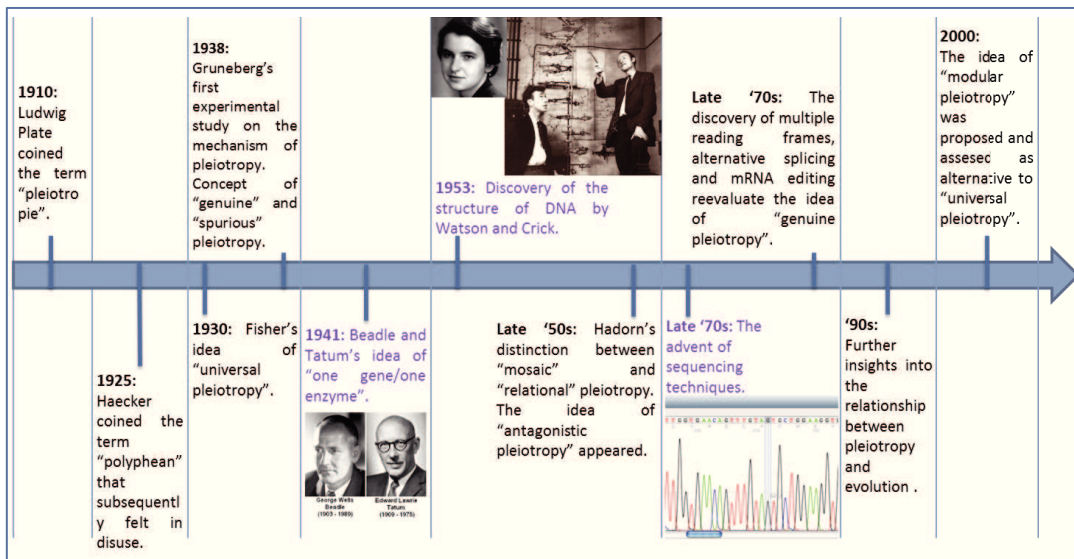 1910:
Ludwig
Plate
coined
the term
“pleiotro
pie”.
1925:
Haecker
coined the
term
“polyphean”
that
subsequentl
y felt in
disuse.
1938:
Gruneberg’s
first
experimental
study on the
mechanism of
pleiotropy.
Concept of
“genuine” and
“spurious”
pleiotropy.
1930: Fisher’s
idea of
“universal
pleiotropy”.
1941: Beadle and
Tatum’s idea of
“one gene/one
enzyme”.
George Wells
Beadle
(1903 - 1989)
Edward Lawrie
Tatum
(1909 - 1975)
1953: Discovery of the
structure of DNA by
Watson and Crick.
Late ‘50s: Hadorn’s
distinction between
“mosaic” and
“relational” pleiotropy.
The idea of
“antagonistic
pleiotropy” appeared.
Late ‘70s: The
advent of
sequencing
techniques.
Late ‘70s: The
discovery of multiple
reading frames,
alternative splicing
and mRNA editing
reevaluate the idea
of “genuine
pleiotropy”.
‘90s:
Further
insights into
the
relationship
between
pleiotropy
and
evolution .
2000:
The idea of
“modular
pleiotropy”
was
proposed and
assesed as
alternative to
“universal
pleiotropy”.